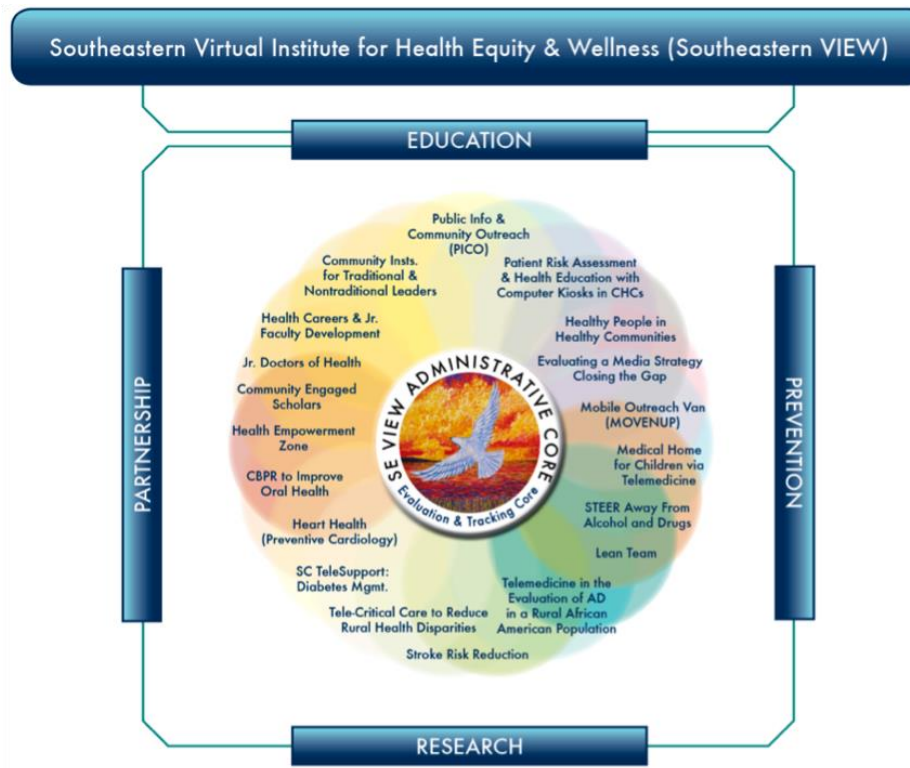 Southeastern Virtual Institute for Health Equity & Wellness (Southeastern VIEW)
EDUCATION
PARTNERSHIP
PREVENTION
Public Info &
Community Outreach
(PICO)
Patient Risk Assessment
& Health Education with
Computer Kiosks in CHCs
Healthy People in
Healthy Communities
Evaluating a Media Strategy
Closing the Gap
Mobile Outreach Van
(MOVENUP)
Medical Home
for Children via
Telemedicine
STEER Away From
Alcohol and Drugs
Lean Team
Telemedicine in the
Evaluation of AD
in a Rural African
American Population
Stroke Risk Reduction
Tele-Critical Care to Reduce
Rural Health Disparities
SC TeleSupport:
Diabetes Mgmt.
Heart Health
(Preventive Cardiology)
CBPR to Improve
Oral Health
Health Empowerment
Zone
Community Engaged
Scholars
Jr. Doctors of Health
Health Careers & Jr.
Faculty Development
Community Insts.
for Traditional &
Nontraditional Leaders
SE VIEW ADMINISTRATIVE CORE
Evaluation & Tracking Core
RESEARCH